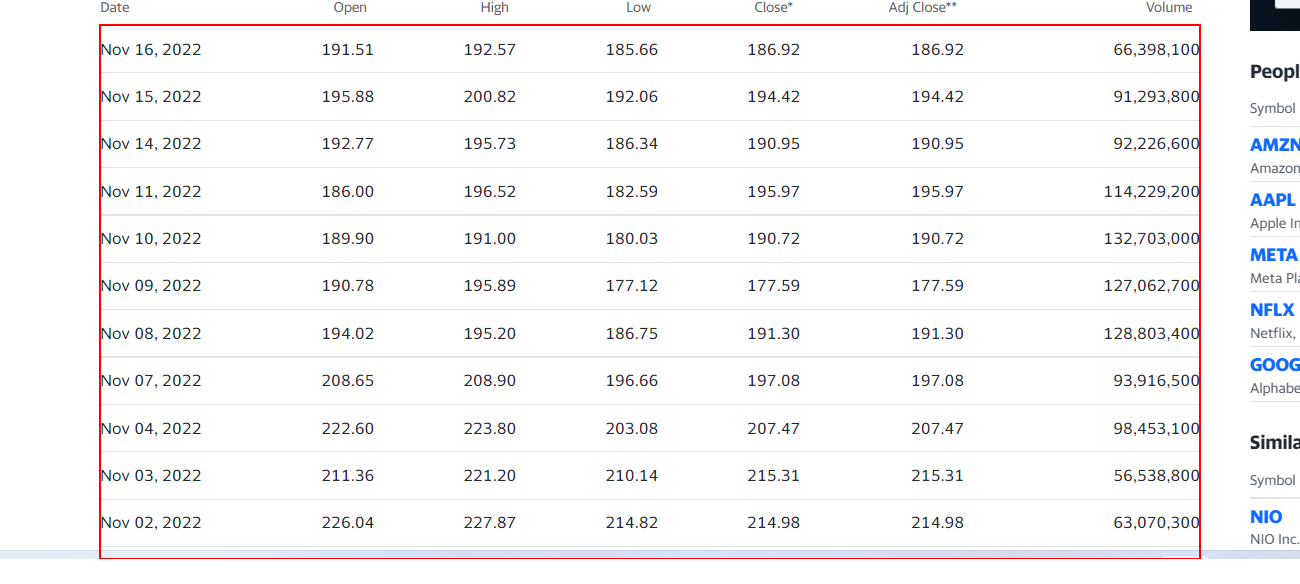 Date Open High Low Close* Adj Close** Volume
Nov 16, 2022 191.51 192.57 185.66 186.92 186.92 66,398,100
Nov 15, 2022 195.88 200.82 192.06 194.42 194.42 91,293,800
Nov 14, 2022 192.77 195.73 186.34 190.95 190.95 92,226,600
Nov 11, 2022 186.00 196.52 182.59 195.97 195.97 114,229,200
Nov 10, 2022 189.90 191.00 180.03 190.72 190.72 132,703,000
Nov 09, 2022 190.78 195.89 177.12 177.59 177.59 127,062,700
Nov 08, 2022 194.02 195.20 186.75 191.30 191.30 128,803,400
Nov 07, 2022 208.65 208.90 196.66 197.08 197.08 93,916,500
Nov 04, 2022 222.60 223.80 203.08 207.47 207.47 98,453,100
Nov 03, 2022 211.36 221.20 210.14 215.31 215.31 56,538,800
Nov 02, 2022 226.04 227.87 214.82 214.98 214.98 63,070,300
Peopl
Symbol
AMZN
Amazon
AAPL
Apple In
META
Meta Pla
NFLX
Netflix,
GOOG
Alphabe
Simila
Symbol
NIO
NIO Inc.